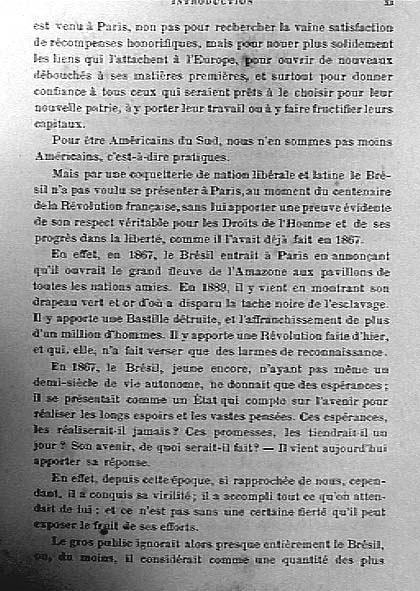 INTRODUCTION
est venu à Paris, non pas pour rechercher la vaine satisfaction
de récompenses honorifiques, mais pour nouer plus solidement
les liens qui l'attachent à l'Europe, pour ouvrir de nouveaux
débouchés à ses matières premières, et surtout pour donner
confiance à tous ceux qui seraient prêts à le choisir pour leur
nouvelle patrie, à y porter leur travail ou à y faire fructifier leurs
capitaux.
Pour être Américains du Sud, nous n'en sommes pas moins
Américains, c'est-à-dire pratiques.
Mais par une coquetterie de nation libérale et latine le Bré-
sil n'a pas voulu se présenter à Paris, au moment du centenaire
de la Révolution française, sans lui apporter une preuve évidente
de son respect véritable pour les Droits de l'Homme et de ses
progrès dans la liberté, comme il l'avait déjà fait en 1867.
En effet, en 1867, le Brésil entrait à Paris en annonçant
qu'il ouvrait le grand fleuve de l'Amazone aux pavillons de
toutes les nations amies. En 1889, il y vient en montrant son
drapeau vert et or d'où a disparu la tache noire de l'esclavage.
Il y apporte une Bastille détruite, et l'affranchissement de plus
d'un million d'hommes. Il y apporte une Révolution faite d'hier,
et qui, elle, n'a fait verser que des larmes de reconnaissance.
En 1867, le Brésil, jeune encore, n'ayant pas même un
demi-siècle de vie autonome, ne donnait que des espérances;
il se présentait comme un État qui compte sur l'avenir pour
réaliser les longs espoirs et les vastes pensées. Ces espérances,
les réaliserait-il jamais? Ces promesses, les tiendrait-il un
jour? Son avenir, de quoi serait-il fait? — Il vient aujourd'hui
apporter sa réponse.
En effet, depuis cette époque, si rapprochée de nous, cepen-
dant, il a conquis sa virilité; il a accompli tout ce qu'on atten-
dait de lui; et ce n'est pas sans une certaine fierté qu'il peut
exposer le fruit de ses efforts.
Le gros public ignorait alors presque entièrement le Brésil,
ou, du moins, il considérait comme une quantité des plus